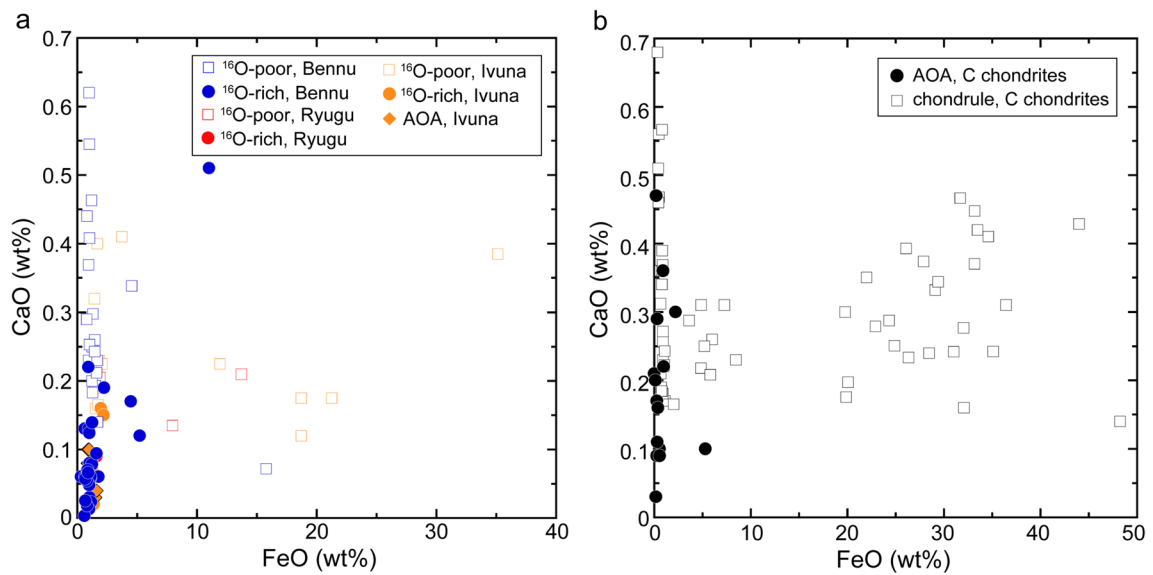 a
CaO (wt%)
0.7
0.6
0.5
0.4
0.3
0.2
0.1
0
0 10 20 30 40
FeO (wt%)
¹⁶O-poor, Bennu
¹⁶O-rich, Bennu
¹⁶O-poor, Ryugu
¹⁶O-rich, Ryugu
¹⁶O-poor, Ivuna
¹⁶O-rich, Ivuna
AOA, Ivuna
b
CaO (wt%)
0.7
0.6
0.5
0.4
0.3
0.2
0.1
0
0 10 20 30 40 50
FeO (wt%)
AOA, C chondrites
chondrule, C chondrites